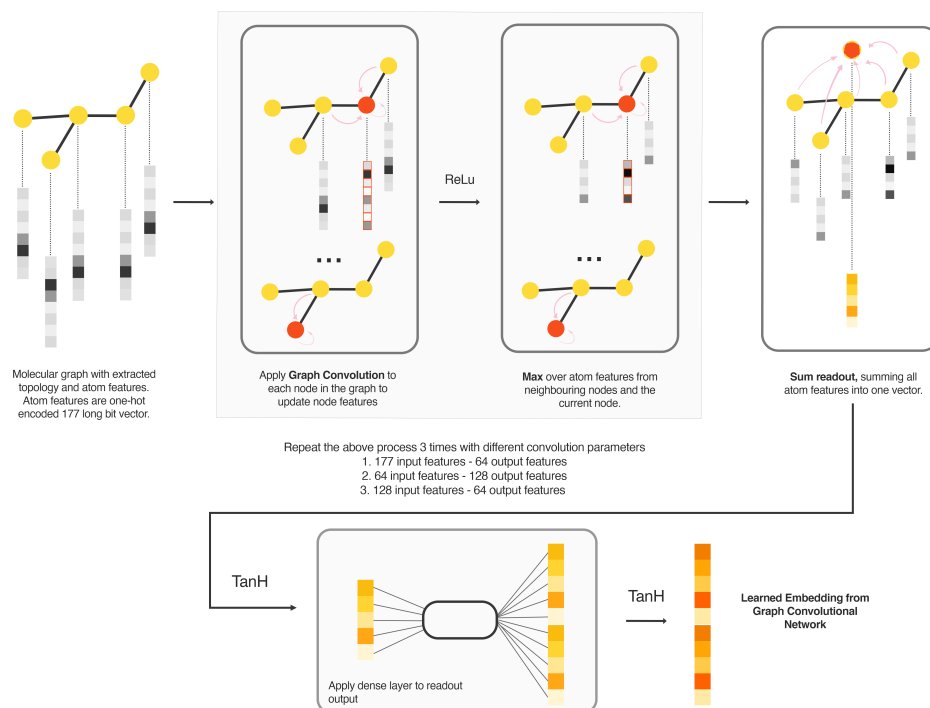 ReLu
Molecular graph with extracted
topology and atom features.
Atom features are one-hot
encoded 177 long bit vector.
Apply Graph Convolution to
each node in the graph to
update node features
Max over atom features from
neighbouring nodes and the
current node.
Sum readout, summing all
atom features into one vector.
Repeat the above process 3 times with different convolution parameters
1. 177 input features - 64 output features
2. 64 input features - 128 output features
3. 128 input features - 64 output features
TanH
Apply dense layer to readout
output
TanH
Learned Embedding from
Graph Convolutional
Network